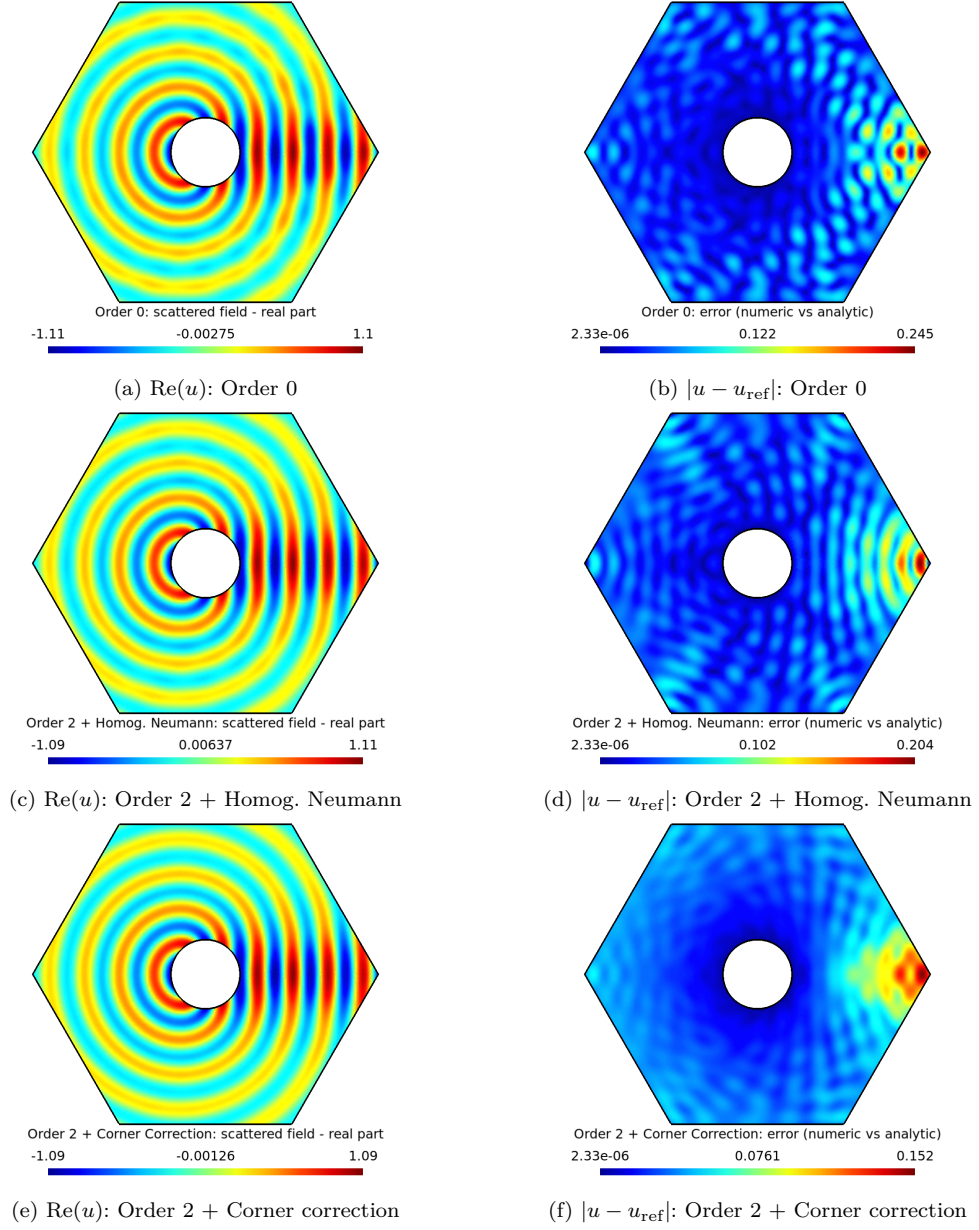 Order 0: scattered field - real part
-1.11 -0.00275 1.1
(a) Re(u): Order 0
Order 0: error (numeric vs analytic)
2.33e-06 0.122 0.245
(b) |u − u_ref|: Order 0
Order 2 + Homog. Neumann: scattered field - real part
-1.09 0.00637 1.11
(c) Re(u): Order 2 + Homog. Neumann
Order 2 + Homog. Neumann: error (numeric vs analytic)
2.33e-06 0.102 0.204
(d) |u − u_ref|: Order 2 + Homog. Neumann
Order 2 + Corner Correction: scattered field - real part
-1.09 -0.00126 1.09
(e) Re(u): Order 2 + Corner correction
Order 2 + Corner Correction: error (numeric vs analytic)
2.33e-06 0.0761 0.152
(f) |u − u_ref|: Order 2 + Corner correction